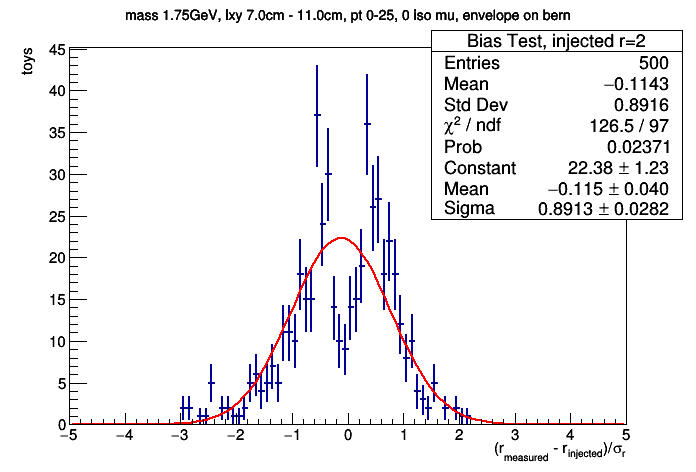 mass 1.75GeV, lxy 7.0cm - 11.0cm, pt 0-25, 0 Iso mu, envelope on bern
toys
Bias Test, injected r=2
Entries 500
Mean −0.1143
Std Dev 0.8916
χ² / ndf 126.5 / 97
Prob 0.02371
Constant 22.38 ± 1.23
Mean −0.115 ± 0.040
Sigma 0.8913 ± 0.0282
45
40
35
30
25
20
15
10
5
0
−5 −4 −3 −2 −1 0 1 2 3 4 5
(r_measured - r_injected)/σ_r